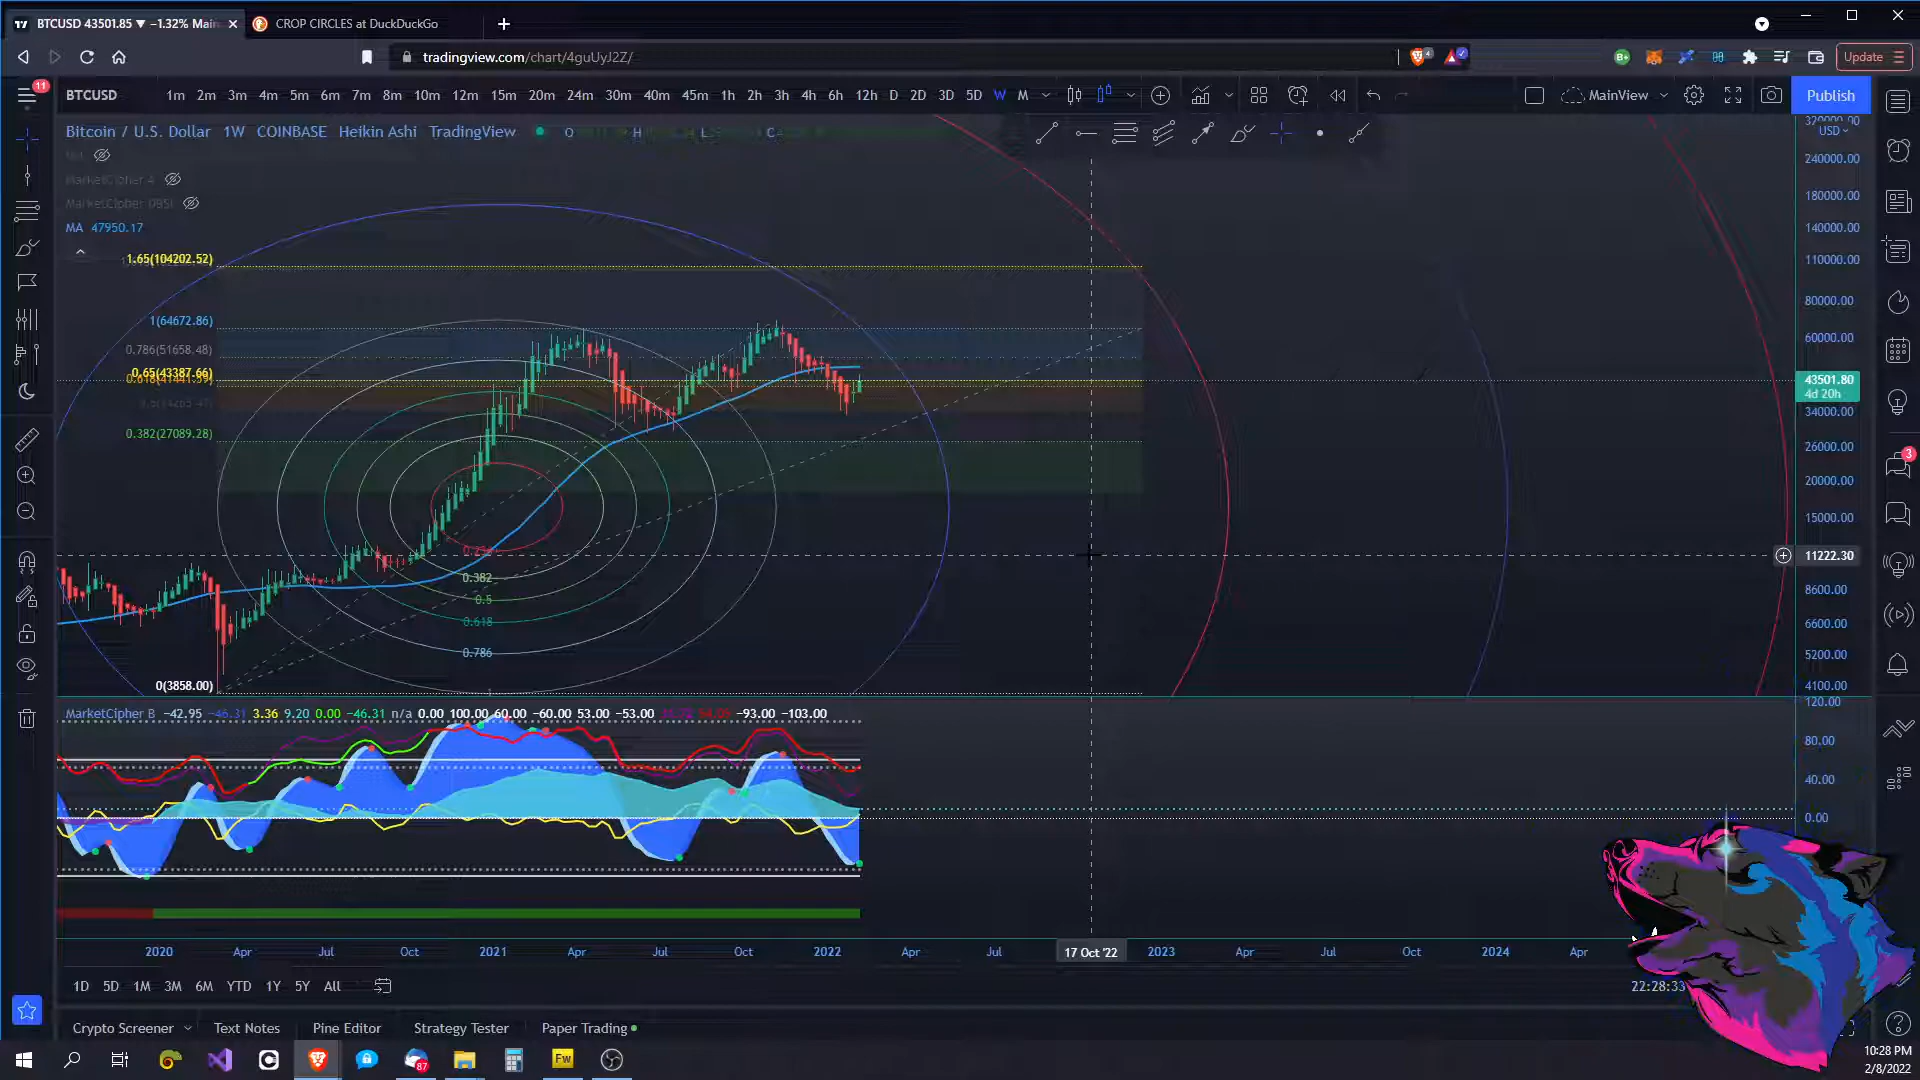 BTCUSD 43501.85 ▼ −1.32% Main
CROP CIRCLES at DuckDuckGo
tradingview.com/chart/4guUyJ2Z/
Update
11
BTCUSD
1m 2m 3m 4m 5m 6m 7m 8m 10m 12m 15m 20m 24m 30m 40m 45m 1h 2h 3h 4h 6h 12h D 2D 3D 5D W M
MainView
Publish
Bitcoin / U.S. Dollar 1W COINBASE Heikin Ashi TradingView
O H L C
USD
MarketCipher A
MA 47950.17
1.65(104202.52)
1(64672.86)
0.786(51658.48)
0.65(43387.66)
0.382(27089.28)
0(3858.00)
0.382
0.5
0.618
0.786
1
240000.00
180000.00
140000.00
110000.00
80000.00
60000.00
43501.80
4d 20h
34000.00
26000.00
20000.00
15000.00
11222.30
8600.00
6600.00
5200.00
4100.00
3
MarketCipher B −42.95 −46.31 3.36 9.20 0.00 −46.31 n/a 0.00 100.00 60.00 −60.00 53.00 −53.00 −93.00 −103.00
120.00
80.00
40.00
0.00
2020 Apr Jul Oct 2021 Apr Jul Oct 2022 Apr Jul 17 Oct '22 2023 Apr Jul Oct 2024 Apr
1D 5D 1M 3M 6M YTD 1Y 5Y All
22:28:33
Crypto Screener Text Notes Pine Editor Strategy Tester Paper Trading
87
Fw
10:28 PM
2/8/2022